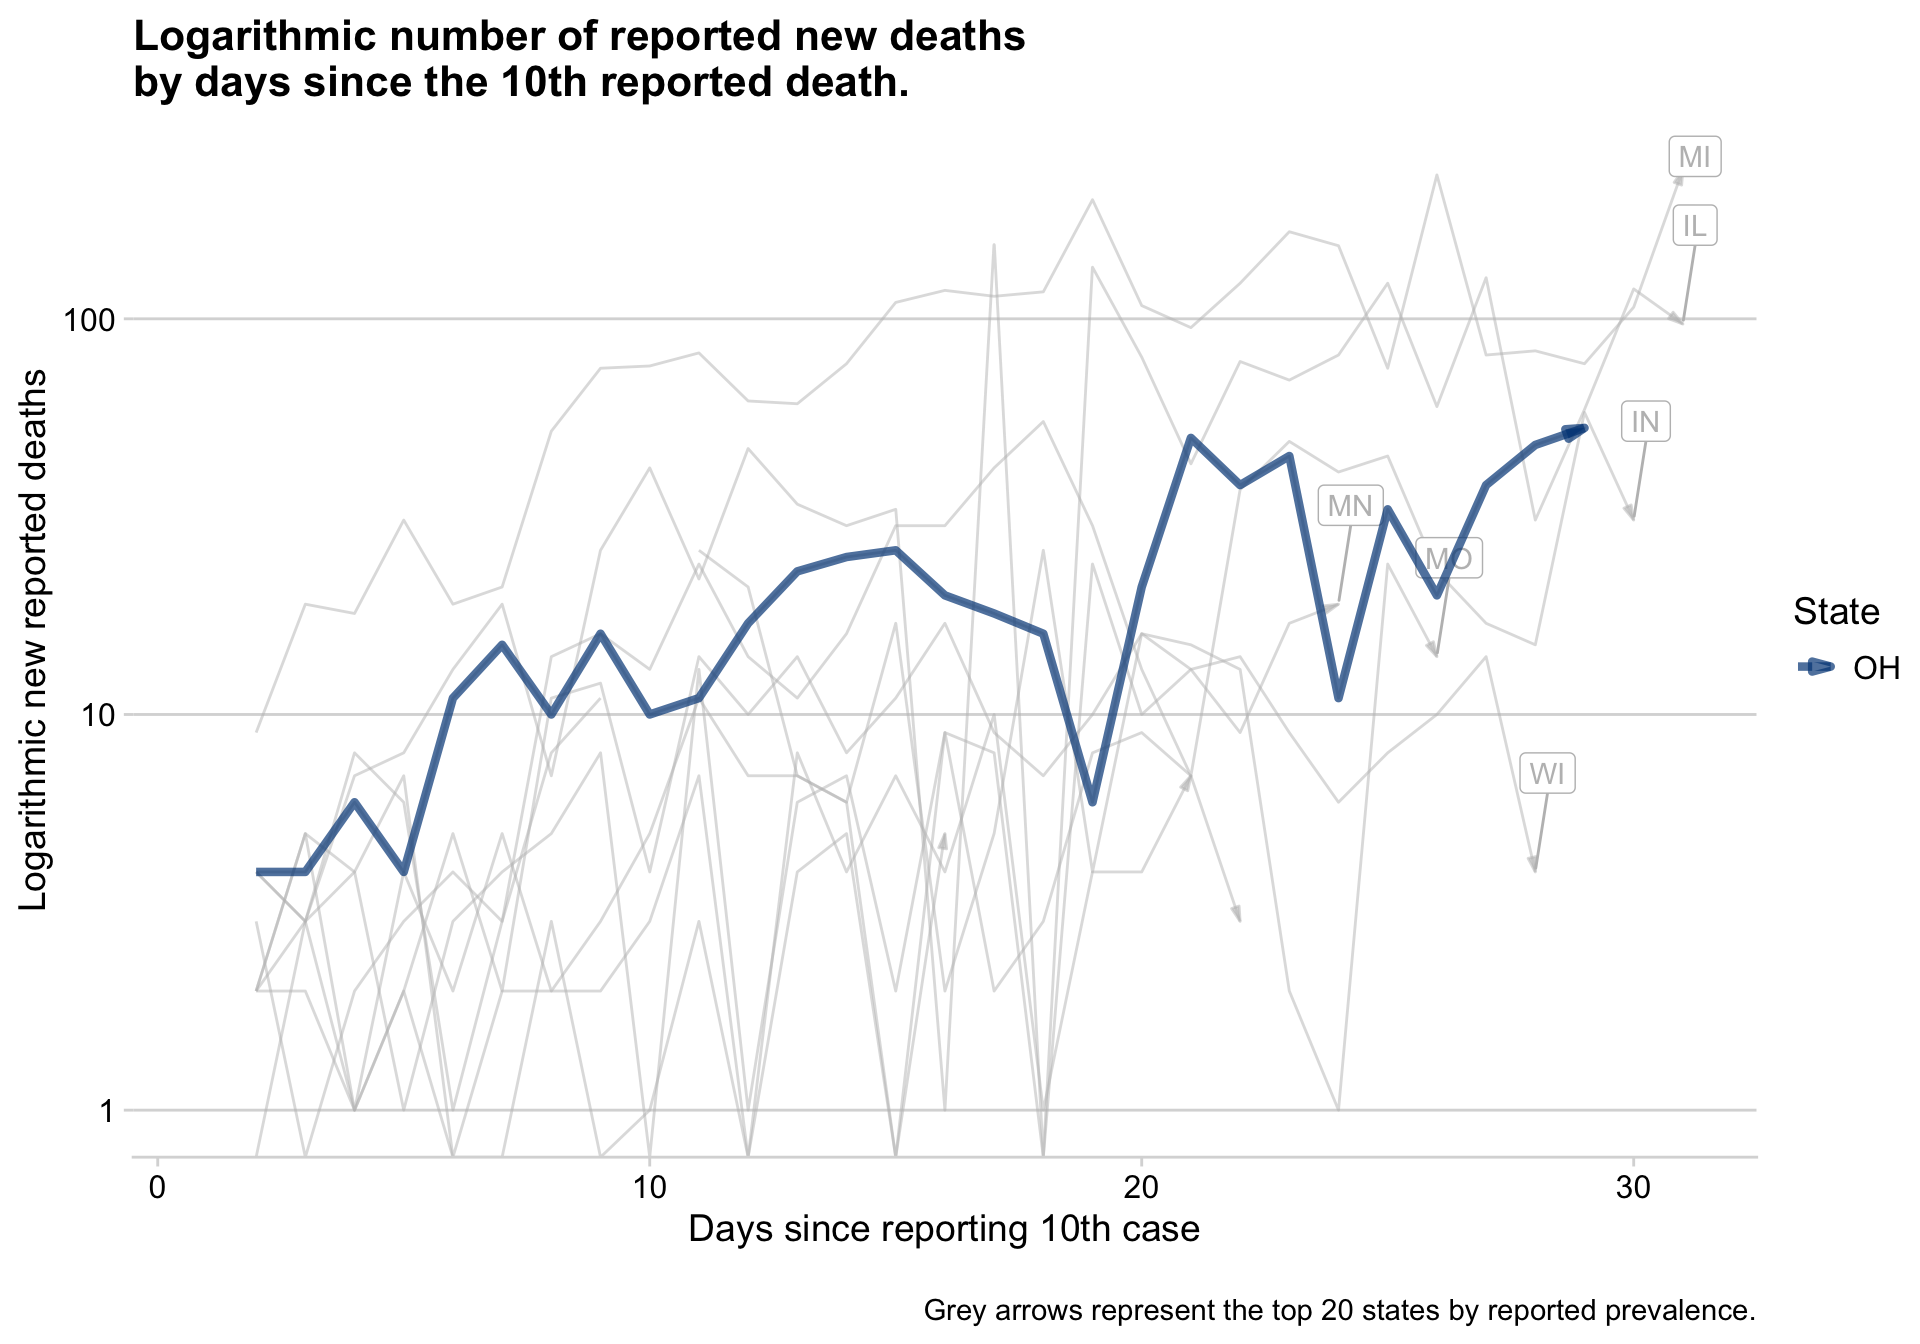 Logarithmic number of reported new deaths
by days since the 10th reported death.
MI
IL
100
IN
MN
MO
State
OH
10
WI
1
0 10 20 30
Logarithmic new reported deaths
Days since reporting 10th case
Grey arrows represent the top 20 states by reported prevalence.